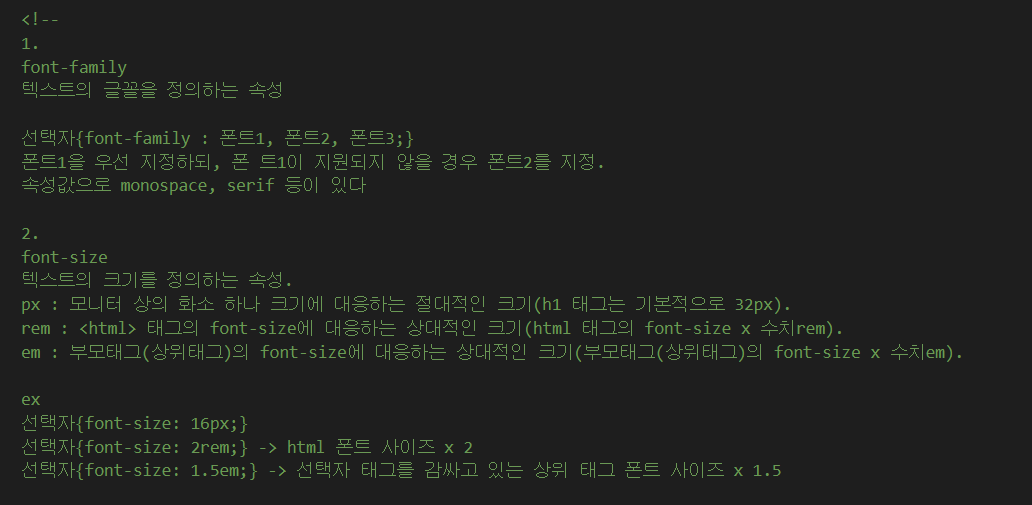 <!--
1.
font-family
텍스트의 글꼴을 정의하는 속성
선택자{font-family : 폰트1, 폰트2, 폰트3;}
폰트1을 우선 지정하되, 폰 트1이 지원되지 않을 경우 폰트2를 지정.
속성값으로 monospace, serif 등이 있다
2.
font-size
텍스트의 크기를 정의하는 속성.
px : 모니터 상의 화소 하나 크기에 대응하는 절대적인 크기(h1 태그는 기본적으로 32px).
rem : <html> 태그의 font-size에 대응하는 상대적인 크기(html 태그의 font-size x 수치rem).
em : 부모태그(상위태그)의 font-size에 대응하는 상대적인 크기(부모태그(상위태그)의 font-size x 수치em).
ex
선택자{font-size: 16px;}
선택자{font-size: 2rem;} -> html 폰트 사이즈 x 2
선택자{font-size: 1.5em;} -> 선택자 태그를 감싸고 있는 상위 태그 폰트 사이즈 x 1.5